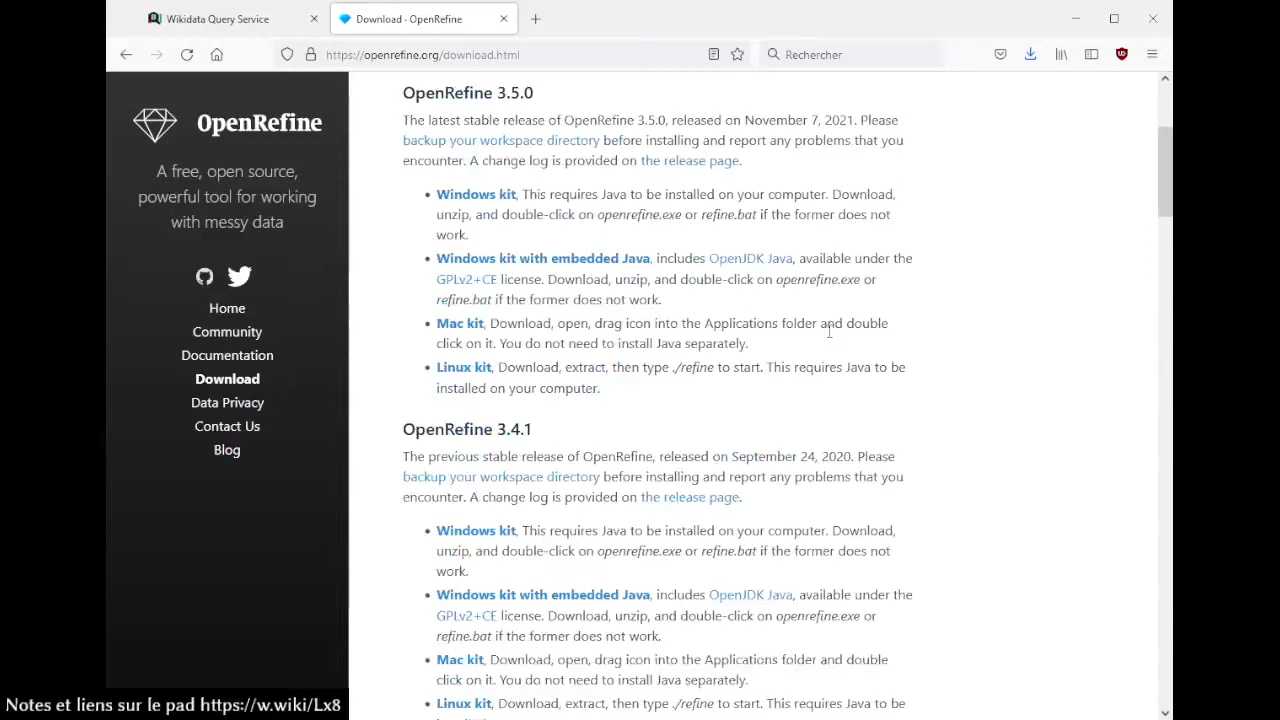 Wikidata Query Service
Download · OpenRefine
https://openrefine.org/download.html
Rechercher
OpenRefine
A free, open source,
powerful tool for working
with messy data
Home
Community
Documentation
Download
Data Privacy
Contact Us
Blog
OpenRefine 3.5.0
The latest stable release of OpenRefine 3.5.0, released on November 7, 2021. Please
backup your workspace directory before installing and report any problems that you
encounter. A change log is provided on the release page.
• Windows kit, This requires Java to be installed on your computer. Download,
unzip, and double-click on openrefine.exe or refine.bat if the former does not
work.
• Windows kit with embedded Java, includes OpenJDK Java, available under the
GPLv2+CE license. Download, unzip, and double-click on openrefine.exe or
refine.bat if the former does not work.
• Mac kit, Download, open, drag icon into the Applications folder and double
click on it. You do not need to install Java separately.
• Linux kit, Download, extract, then type ./refine to start. This requires Java to be
installed on your computer.
OpenRefine 3.4.1
The previous stable release of OpenRefine, released on September 24, 2020. Please
backup your workspace directory before installing and report any problems that you
encounter. A change log is provided on the release page.
• Windows kit, This requires Java to be installed on your computer. Download,
unzip, and double-click on openrefine.exe or refine.bat if the former does not
work.
• Windows kit with embedded Java, includes OpenJDK Java, available under the
GPLv2+CE license. Download, unzip, and double-click on openrefine.exe or
refine.bat if the former does not work.
• Mac kit, Download, open, drag icon into the Applications folder and double
click on it. You do not need to install Java separately.
• Linux kit, Download, extract, then type ./refine to start. This requires Java to be
Notes et liens sur le pad https://w.wiki/Lx8